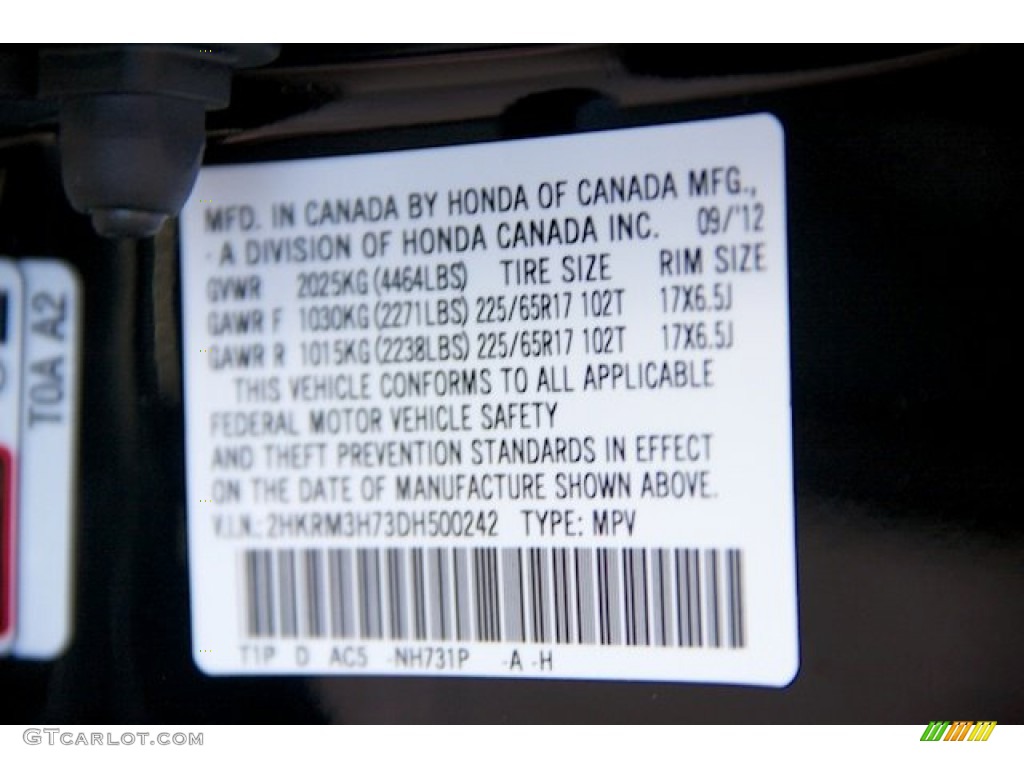 MFD. IN CANADA BY HONDA OF CANADA MFG.,
A DIVISION OF HONDA CANADA INC. 09/'12
GVWR 2025KG (4464LBS) TIRE SIZE RIM SIZE
GAWR F 1030KG (2271LBS) 225/65R17 102T 17X6.5J
GAWR R 1015KG (2238LBS) 225/65R17 102T 17X6.5J
THIS VEHICLE CONFORMS TO ALL APPLICABLE
FEDERAL MOTOR VEHICLE SAFETY
AND THEFT PREVENTION STANDARDS IN EFFECT
ON THE DATE OF MANUFACTURE SHOWN ABOVE.
V.I.N.: 2HKRM3H73DH500242 TYPE: MPV
T1P D AC5 -NH731P -A -H
T0A A2
GTCARLOT.COM